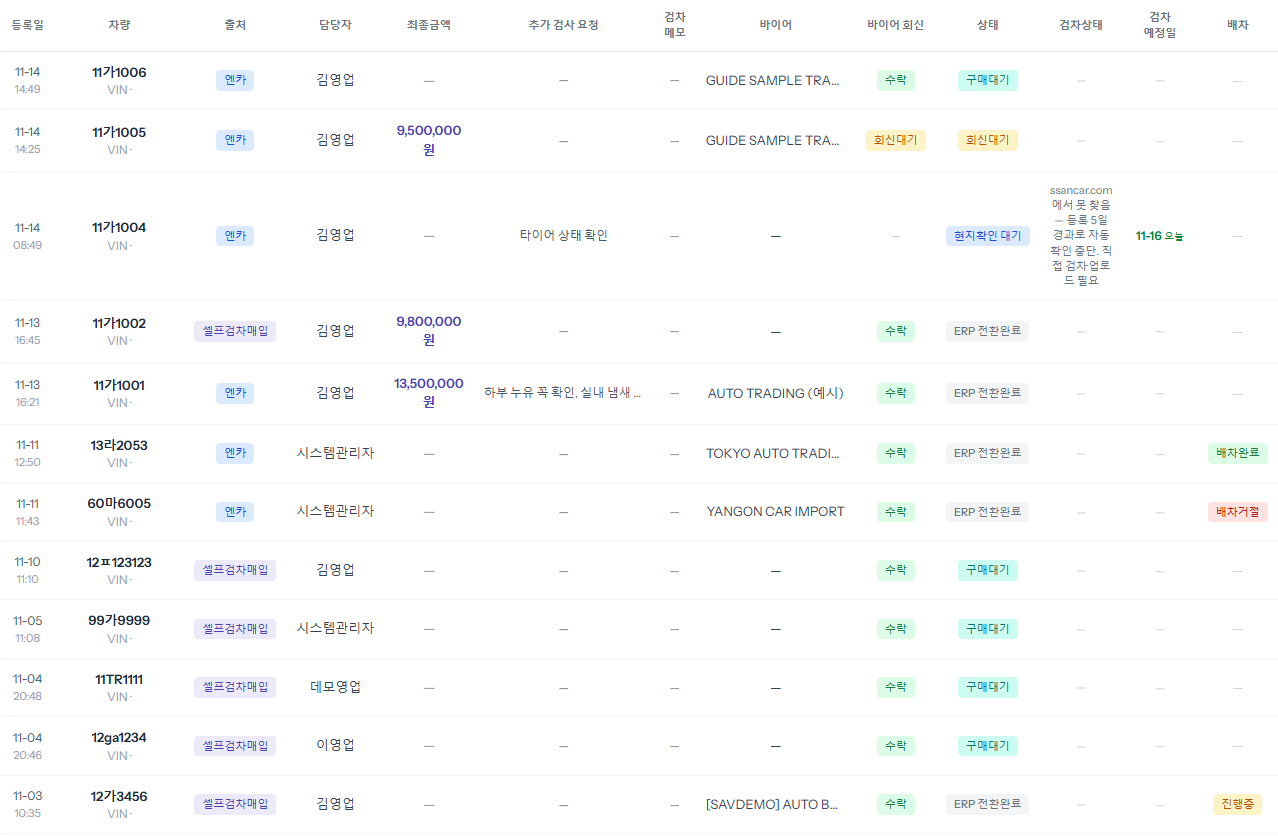 등록일 차량 출처 담당자 최종금액 추가 검사 요청 검차 메모 바이어 바이어 회신 상태 검차상태 검차 예정일 배차
11-14 14:49 11가1006 VIN· 엔카 김영업 — — — GUIDE SAMPLE TRA... 수락 구매대기 — — —
11-14 14:25 11가1005 VIN· 엔카 김영업 9,500,000원 — — GUIDE SAMPLE TRA... 회신대기 회신대기 — — —
11-14 08:49 11가1004 VIN· 엔카 김영업 — 타이어 상태 확인 — — — 현지확인 대기 ssancar.com에서 못 찾음 — 등록 5일 경과로 자동 확인 중단. 직접 검차업로드 필요 11-16 오늘 —
11-13 16:45 11가1002 VIN· 셀프검차매입 김영업 9,800,000원 — — — 수락 ERP 전환완료 — — —
11-13 16:21 11가1001 VIN· 엔카 김영업 13,500,000원 하부 누유 꼭 확인, 실내 냄새 ... — AUTO TRADING (예시) 수락 ERP 전환완료 — — —
11-11 12:50 13라2053 VIN· 엔카 시스템관리자 — — — TOKYO AUTO TRADI... 수락 ERP 전환완료 — — 배차완료
11-11 11:43 60마6005 VIN· 엔카 시스템관리자 — — — YANGON CAR IMPORT 수락 ERP 전환완료 — — 배차거절
11-10 11:10 12ㅍ123123 VIN· 셀프검차매입 김영업 — — — — 수락 구매대기 — — —
11-05 11:08 99가9999 VIN· 셀프검차매입 시스템관리자 — — — — 수락 구매대기 — — —
11-04 20:48 11TR1111 VIN· 셀프검차매입 데모영업 — — — — 수락 구매대기 — — —
11-04 20:46 12ga1234 VIN· 셀프검차매입 이영업 — — — — 수락 구매대기 — — —
11-03 10:35 12가3456 VIN· 셀프검차매입 김영업 — — — [SAVDEMO] AUTO B... 수락 ERP 전환완료 — — 진행중